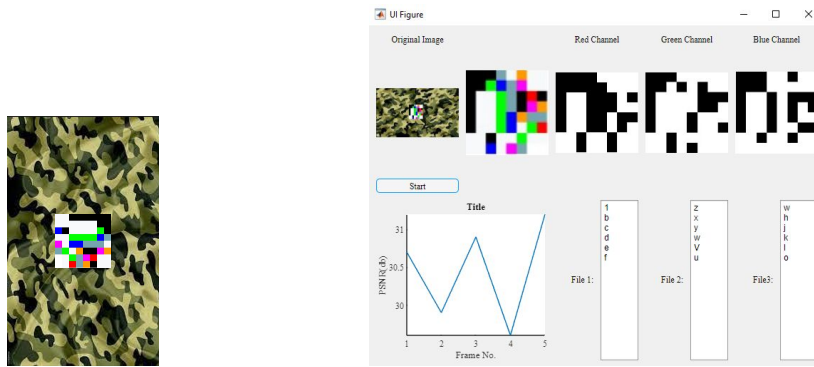 UI Figure
Original Image
Red Channel
Green Channel
Blue Channel
Start
Title
PSNR(db)
31
30.5
30
1 2 3 4 5
Frame No.
File 1:
1
b
c
d
e
f
File 2:
z
x
y
w
V
u
File3:
w
h
j
k
l
o